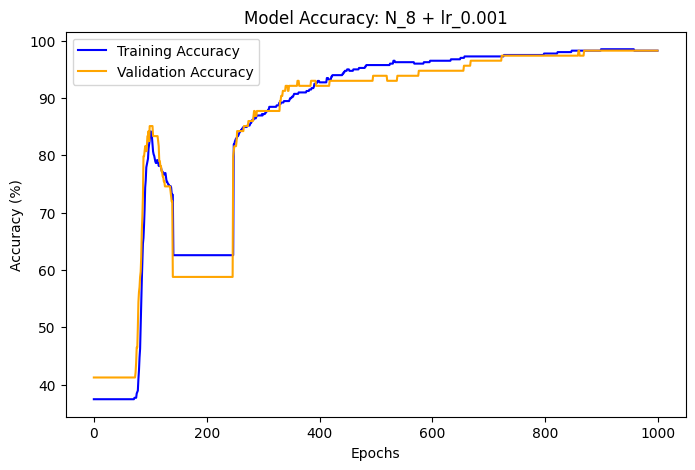 Model Accuracy: N_8 + lr_0.001
Training Accuracy
Validation Accuracy
Accuracy (%)
100
90
80
70
60
50
40
0
200
400
600
800
1000
Epochs